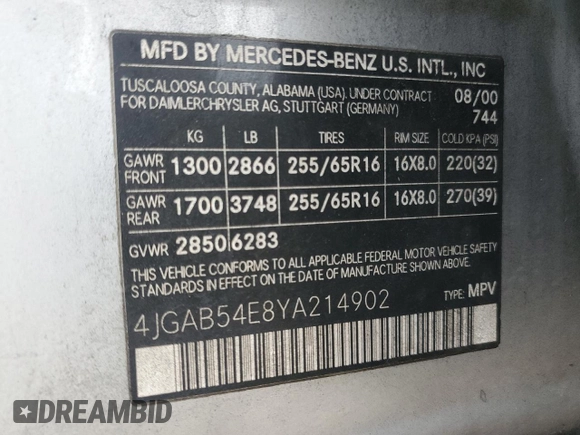 MFD BY MERCEDES-BENZ U.S. INTL., INC
TUSCALOOSA COUNTY, ALABAMA (USA). UNDER CONTRACT 08/00
FOR DAIMLERCHRYSLER AG, STUTTGART (GERMANY) 744
KG LB TIRES RIM SIZE COLD KPA (PSI)
GAWR FRONT 1300 2866 255/65R16 16X8.0 220(32)
GAWR REAR 1700 3748 255/65R16 16X8.0 270(39)
GVWR 2850 6283
THIS VEHICLE CONFORMS TO ALL APPLICABLE FEDERAL MOTOR VEHICLE SAFETY
STANDARDS IN EFFECT ON THE DATE OF MANUFACTURE SHOWN ABOVE.
4JGAB54E8YA214902 TYPE: MPV
DREAMBID